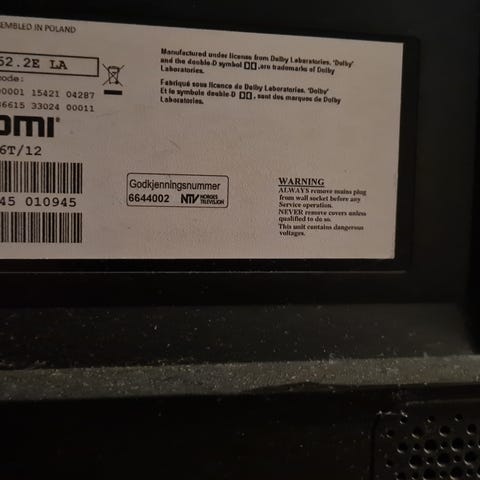 EMBLED IN POLAND
52.2E LA
ode:
00001 15421 04287
6615 33024 00011
omi
6T/12
45 010945
Manufactured under license from Dolby Laboratories. 'Dolby'
and the double-D symbol are trademarks of Dolby
Laboratories.
Fabriqué sous licence de Dolby Laboratories. 'Dolby'
Et le symbole double-D , sont des marques de Dolby
Laboratories.
Godkjenningsnummer
6644002 NTV NORGES
TELEVISJON
WARNING
ALWAYS remove mains plug
from wall socket before any
Service operation.
NEVER remove covers unless
qualified to do so.
This unit contains dangerous
voltages.